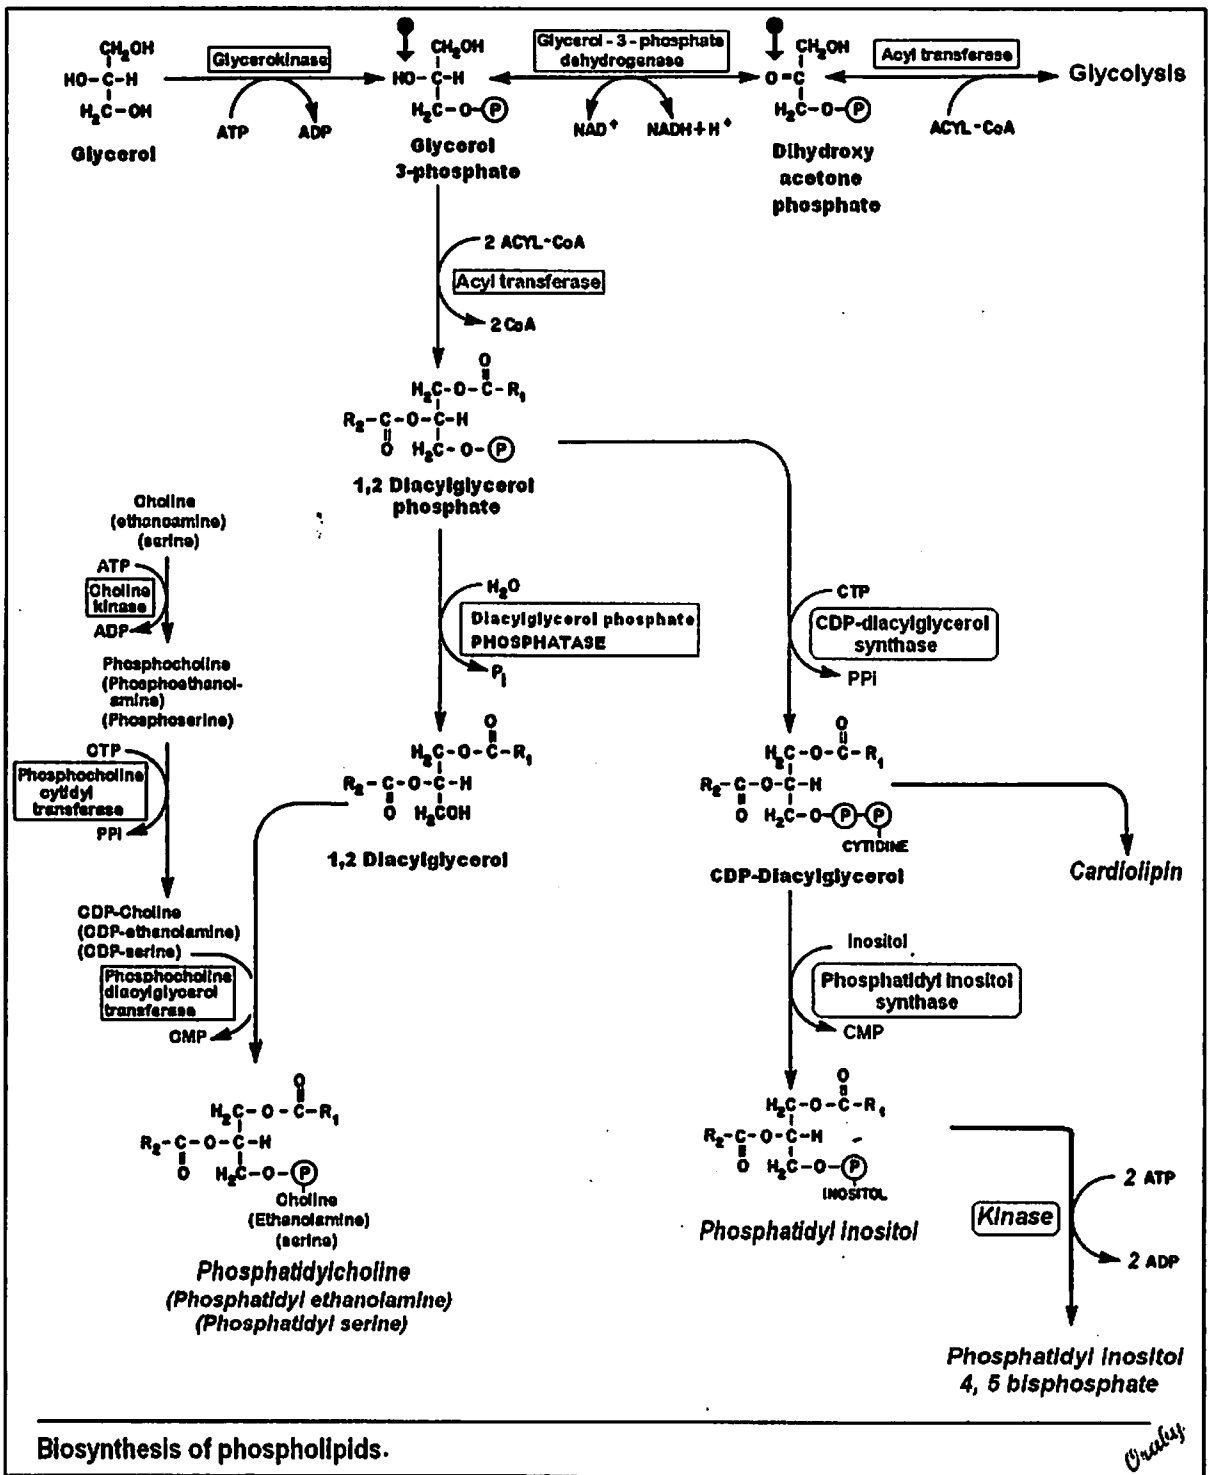 CH₂OH
HO-C-H
H₂C-OH
Glycerol
Glycerokinase
ATP
ADP
CH₂OH
HO-C-H
H₂C-O-P
Glycerol
3-phosphate
Glycerol - 3 - phosphate
dehydrogenase
NAD⁺
NADH+H⁺
CH₂OH
O=C
H₂C-O-P
Dihydroxy
acetone
phosphate
Acyl transferase
ACYL-CoA
Glycolysis
2 ACYL-CoA
Acyl transferase
2 CoA
O
H₂C-O-C-R₁
R₂-C-O-C-H
O H₂C-O-P
1,2 Diacylglycerol
phosphate
Choline
(ethanoamine)
(serine)
ATP
Choline
kinase
ADP
Phosphocholine
(Phosphoethanol-
amine)
(Phosphoserine)
CTP
Phosphocholine
cytidyl
transferase
PPi
CDP-Choline
(CDP-ethanolamine)
(CDP-serine)
Phosphocholine
diacylglycerol
transferase
CMP
H₂O
Diacylglycerol phosphate
PHOSPHATASE
Pi
O
H₂C-O-C-R₁
R₂-C-O-C-H
O H₂COH
1,2 Diacylglycerol
CTP
CDP-diacylglycerol
synthase
PPi
O
H₂C-O-C-R₁
R₂-C-O-C-H
O H₂C-O-P-P
CYTIDINE
CDP-Diacylglycerol
Cardiolipin
Inositol
Phosphatidyl inositol
synthase
CMP
O
H₂C-O-C-R₁
R₂-C-O-C-H
O H₂C-O-P
Choline
(Ethanolamine)
(serine)
Phosphatidylcholine
(Phosphatidyl ethanolamine)
(Phosphatidyl serine)
O
H₂C-O-C-R₁
R₂-C-O-C-H
O H₂C-O-P
INOSITOL
Phosphatidyl inositol
2 ATP
Kinase
2 ADP
Phosphatidyl inositol
4, 5 bisphosphate
Biosynthesis of phospholipids.